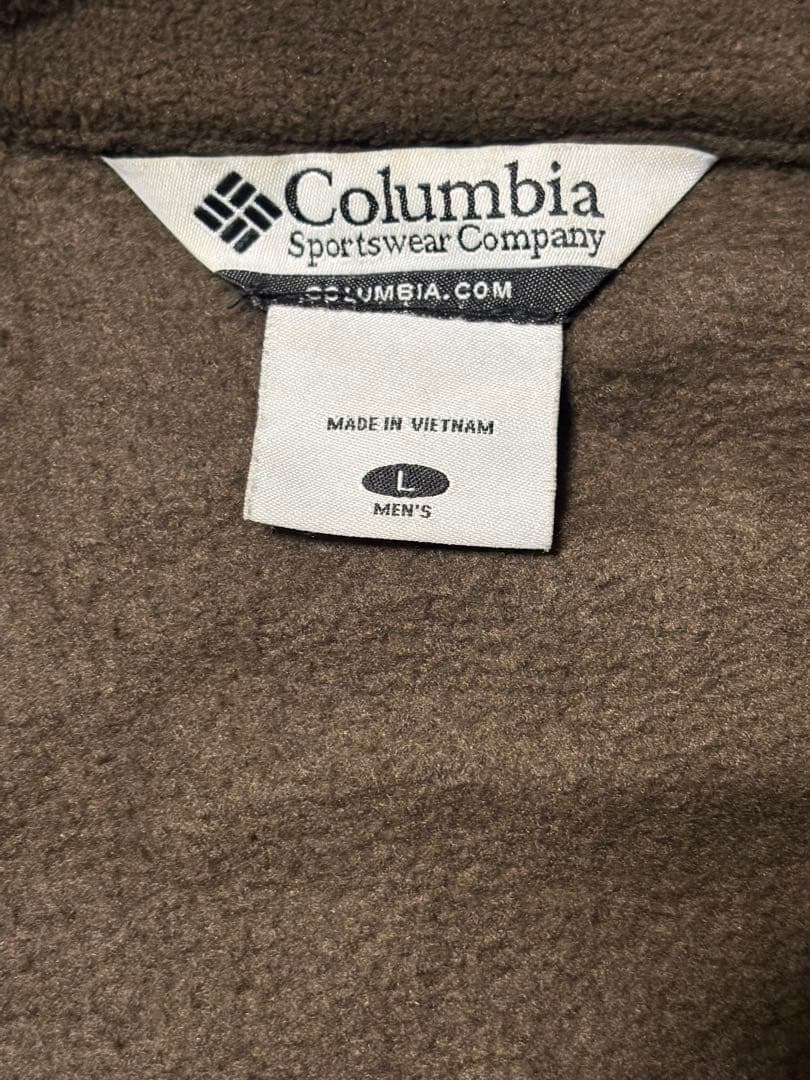 Columbia
Sportswear Company
COLUMBIA.COM
MADE IN VIETNAM
L
MEN'S